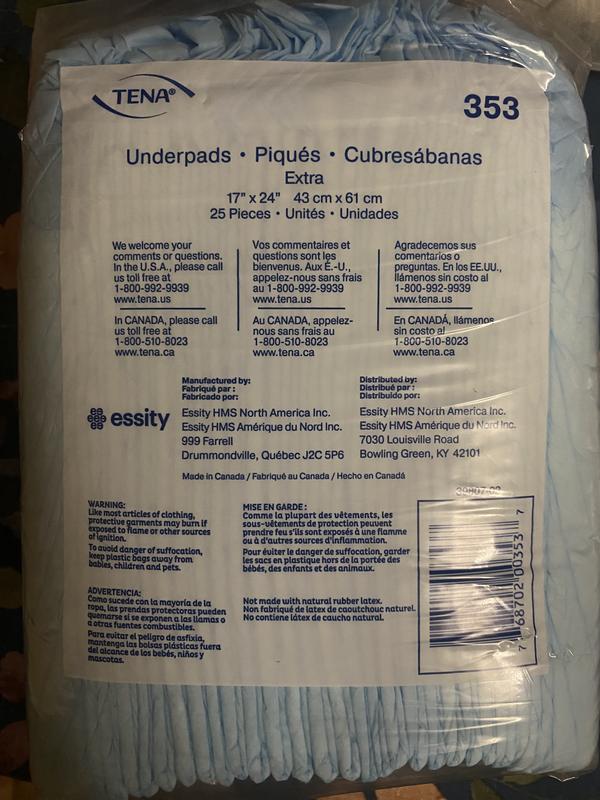 TENA®
353
Underpads • Piqués • Cubresábanas
Extra
17" x 24" 43 cm x 61 cm
25 Pieces • Unités • Unidades
We welcome your
comments or questions.
In the U.S.A., please call
us toll free at
1-800-992-9939
www.tena.us
In CANADA, please call
us toll free at
1-800-510-8023
www.tena.ca
Vos commentaires et
questions sont les
bienvenus. Aux É.-U.,
appelez-nous sans frais
au 1-800-992-9939
www.tena.us
Au CANADA, appelez-
nous sans frais au
1-800-510-8023
www.tena.ca
Agradecemos sus
comentarios o
preguntas. En los EE.UU.,
llámenos sin costo al
1-800-992-9939
www.tena.us
En CANADÁ, llámenos
sin costo al
1-800-510-8023
www.tena.ca
essity
Manufactured by:
Fabriqué par :
Fabricado por:
Essity HMS North America Inc.
Essity HMS Amérique du Nord Inc.
999 Farrell
Drummondville, Québec J2C 5P6
Distributed by:
Distribué par :
Distribuido por:
Essity HMS North America Inc.
Essity HMS Amérique du Nord Inc.
7030 Louisville Road
Bowling Green, KY 42101
Made in Canada / Fabriqué au Canada / Hecho en Canadá
39807-02
WARNING:
Like most articles of clothing,
protective garments may burn if
exposed to flame or other sources
of ignition.
To avoid danger of suffocation,
keep plastic bags away from
babies, children and pets.
MISE EN GARDE :
Comme la plupart des vêtements, les
sous-vêtements de protection peuvent
prendre feu s'ils sont exposés à une flamme
ou à d'autres sources d'inflammation.
Pour éviter le danger de suffocation, garder
les sacs en plastique hors de la portée des
bébés, des enfants et des animaux.
ADVERTENCIA:
Como sucede con la mayoría de la
ropa, las prendas protectoras pueden
quemarse si se exponen a las llamas o
a otras fuentes combustibles.
Para evitar el peligro de asfixia,
mantenga las bolsas plásticas fuera
del alcance de los bebés, niños y
mascotas.
Not made with natural rubber latex.
Non fabriqué de latex de caoutchouc naturel.
No contiene látex de caucho natural.
7 68702 00353 7